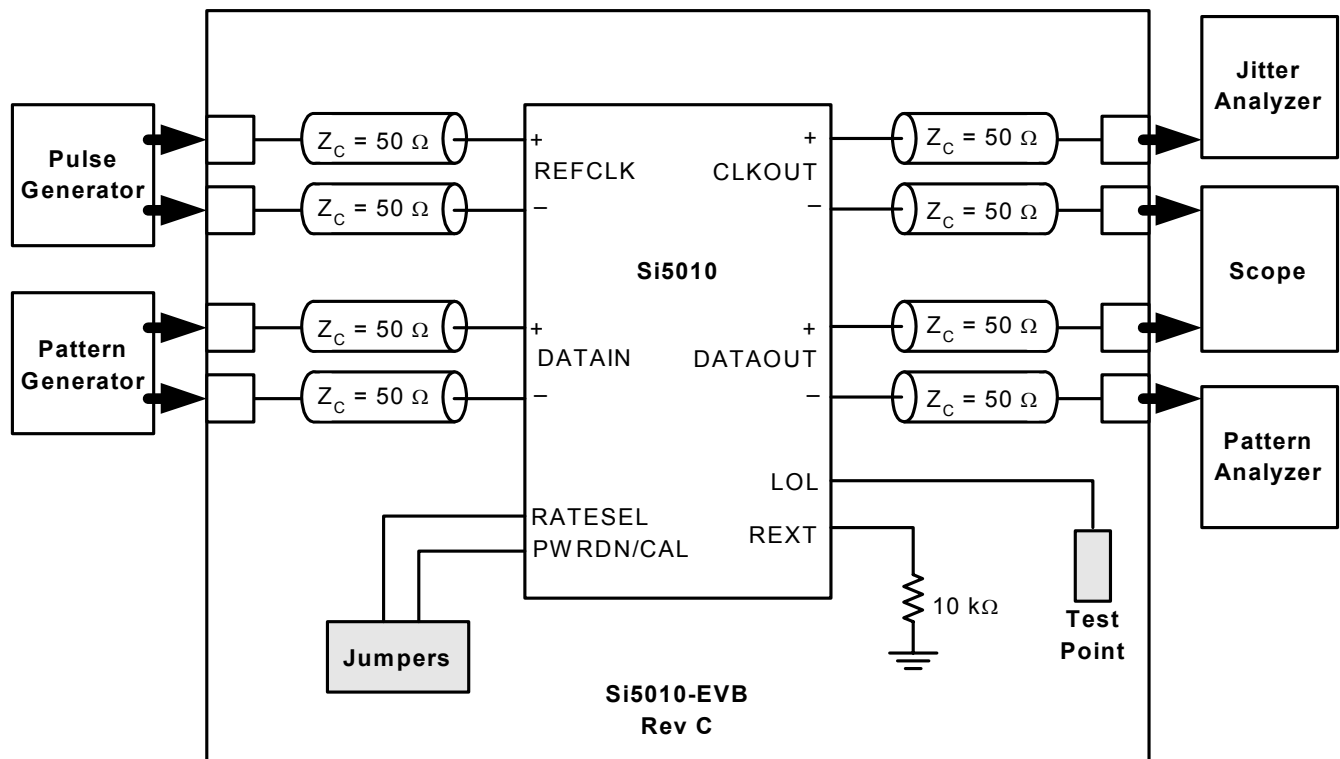 Jitter
Analyzer
Pulse
Generator
Z_C = 50 Ω
+
REFCLK
Z_C = 50 Ω
−
+
CLKOUT
Z_C = 50 Ω
−
Z_C = 50 Ω
Si5010
Scope
Pattern
Generator
Z_C = 50 Ω
+
DATAIN
Z_C = 50 Ω
−
+
DATAOUT
Z_C = 50 Ω
−
Z_C = 50 Ω
Pattern
Analyzer
LOL
RATESEL
REXT
PWRDN/CAL
10 kΩ
Test
Point
Jumpers
Si5010-EVB
Rev C